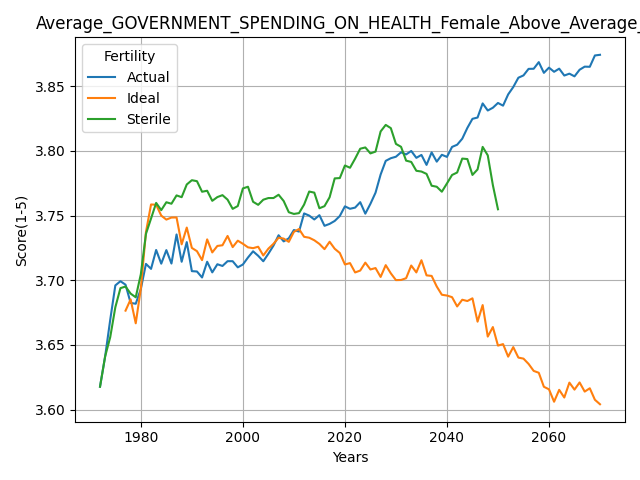 Average_GOVERNMENT_SPENDING_ON_HEALTH_Female_Above_Average_
Fertility
Actual
Ideal
Sterile
Score(1-5)
3.85
3.80
3.75
3.70
3.65
3.60
1980
2000
2020
2040
2060
Years